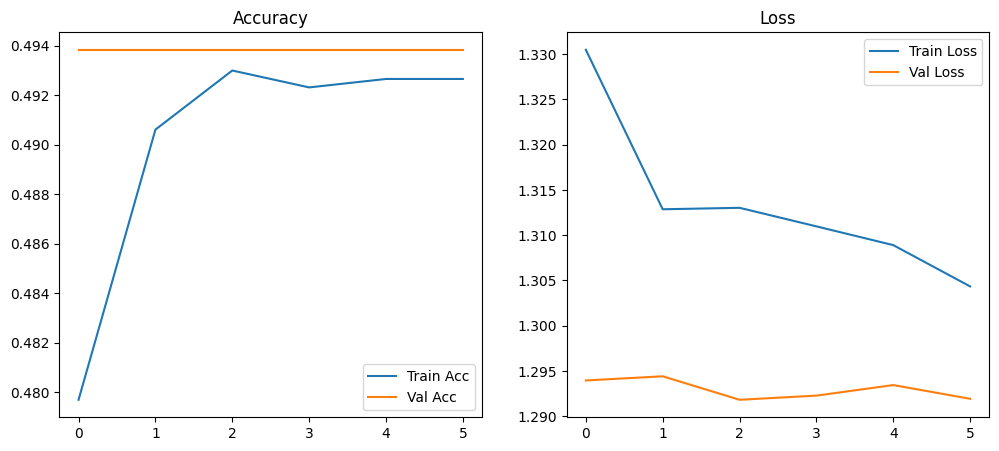 Accuracy
0.494
0.492
0.490
0.488
0.486
0.484
0.482
0.480
0 1 2 3 4 5
Train Acc
Val Acc
Loss
1.330
1.325
1.320
1.315
1.310
1.305
1.300
1.295
1.290
0 1 2 3 4 5
Train Loss
Val Loss